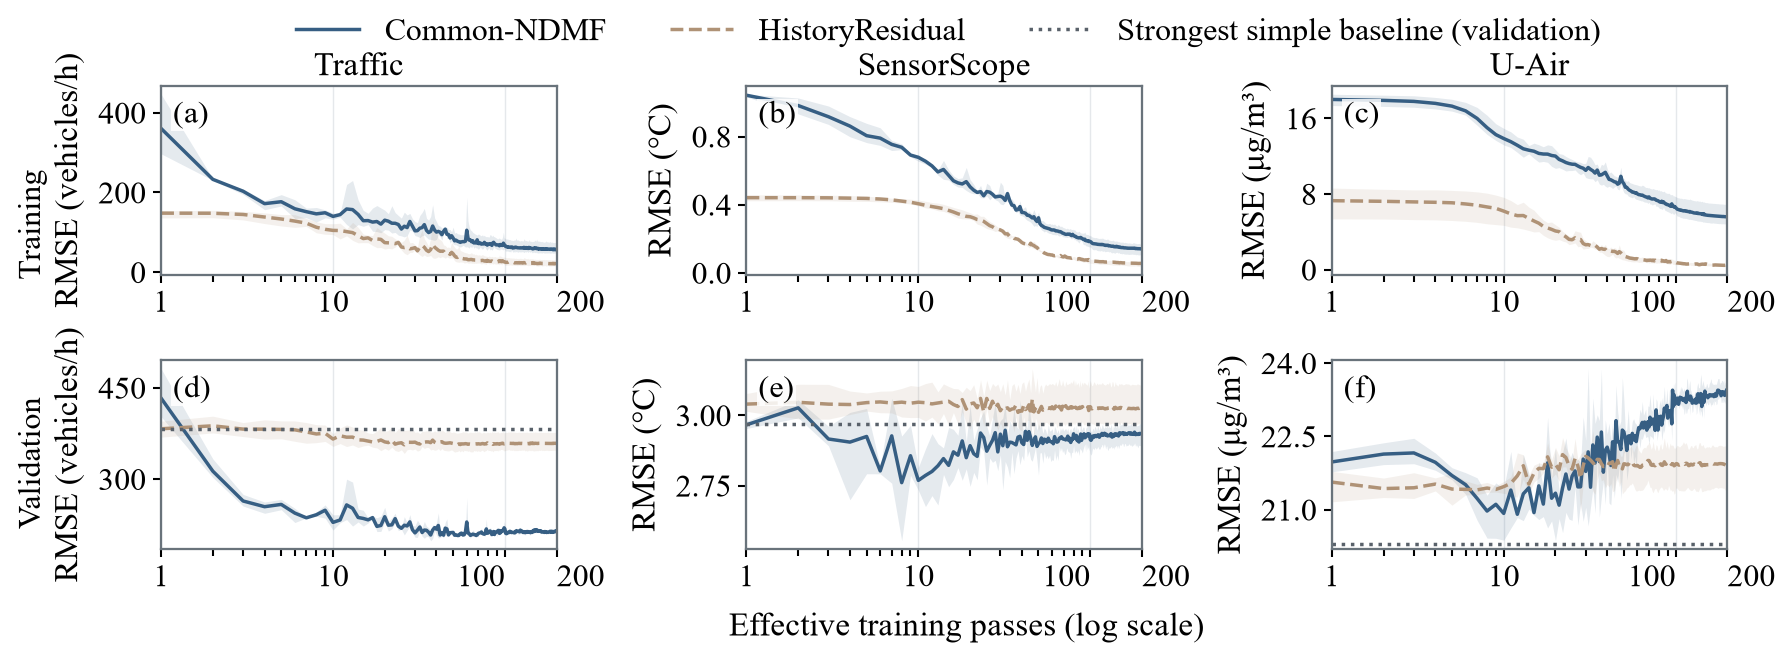 Common-NDMF HistoryResidual Strongest simple baseline (validation)
Traffic SensorScope U-Air
Training
RMSE (vehicles/h)
400
200
0
(a)
1 10 100 200
RMSE (°C)
0.8
0.4
0.0
(b)
1 10 100 200
RMSE (µg/m³)
16
8
0
(c)
1 10 100 200
Validation
RMSE (vehicles/h)
450
300
(d)
1 10 100 200
RMSE (°C)
3.00
2.75
(e)
1 10 100 200
RMSE (µg/m³)
24.0
22.5
21.0
(f)
1 10 100 200
Effective training passes (log scale)